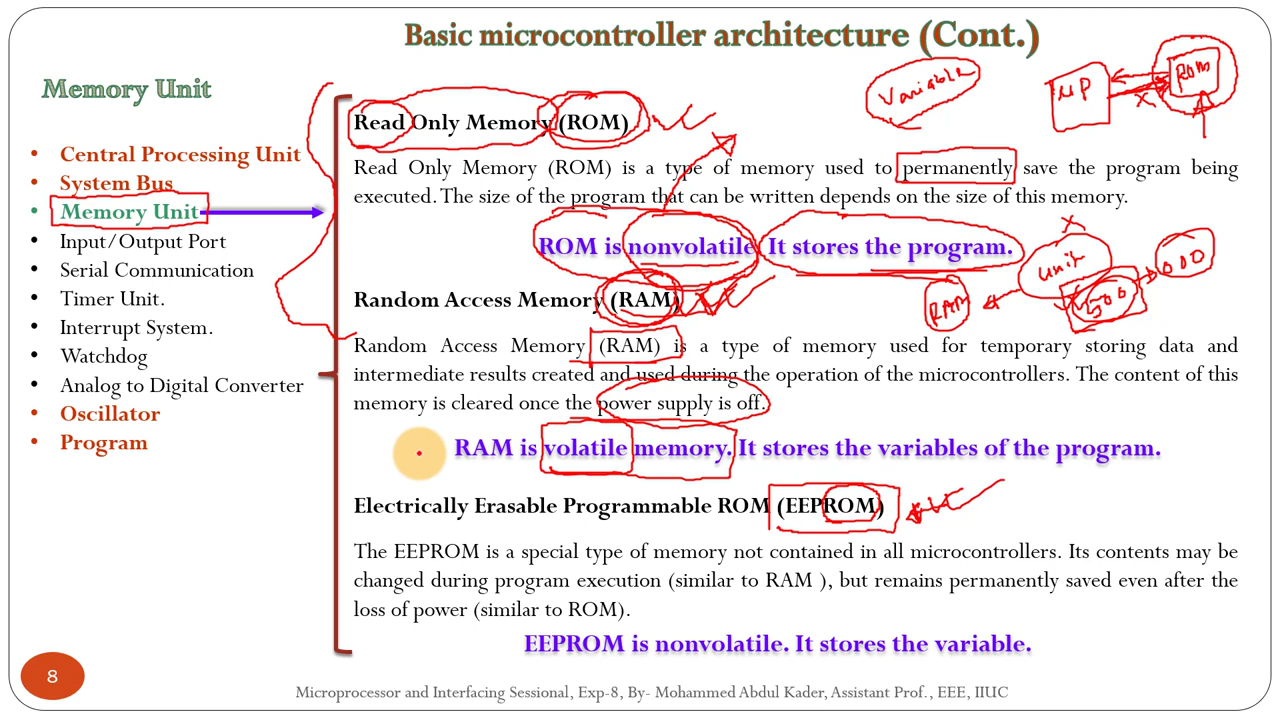 Basic microcontroller architecture (Cont.)
Memory Unit
• Central Processing Unit
• System Bus
• Memory Unit
• Input/Output Port
• Serial Communication
• Timer Unit.
• Interrupt System.
• Watchdog
• Analog to Digital Converter
• Oscillator
• Program
Variable
MP
ROM
X
Read Only Memory (ROM)
Read Only Memory (ROM) is a type of memory used to permanently save the program being
executed. The size of the program that can be written depends on the size of this memory.
ROM is nonvolatile. It stores the program.
X
unit
000
RAM
500
Random Access Memory (RAM)
Random Access Memory (RAM) is a type of memory used for temporary storing data and
intermediate results created and used during the operation of the microcontrollers. The content of this
memory is cleared once the power supply is off.
RAM is volatile memory. It stores the variables of the program.
Electrically Erasable Programmable ROM (EEPROM)
The EEPROM is a special type of memory not contained in all microcontrollers. Its contents may be
changed during program execution (similar to RAM ), but remains permanently saved even after the
loss of power (similar to ROM).
EEPROM is nonvolatile. It stores the variable.
8
Microprocessor and Interfacing Sessional, Exp-8, By- Mohammed Abdul Kader, Assistant Prof., EEE, IIUC